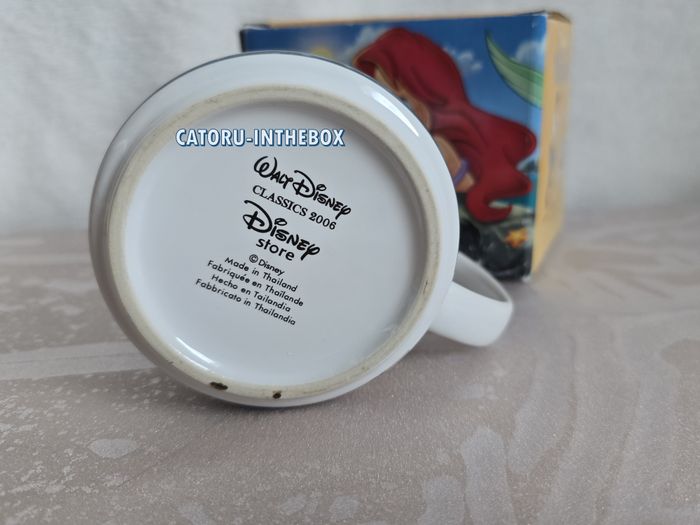 CATORU-INTHEBOX
WALT DISNEY
CLASSICS 2006
DISNEY
store
© Disney
Made in Thailand
Fabriquée en Thaïlande
Hecho en Tailandia
Fabbricato in Thailandia